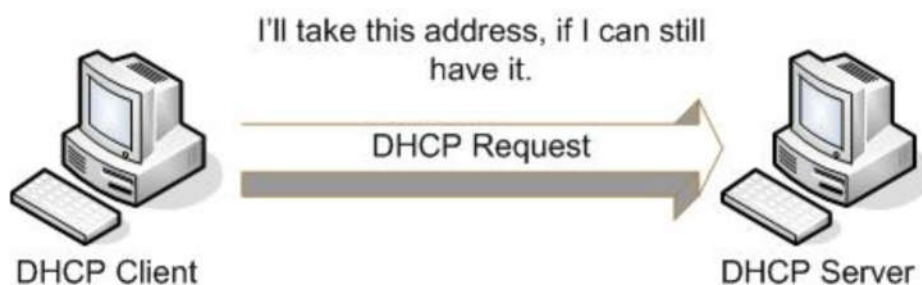 I'll take this address, if I can still
have it.
DHCP Request
DHCP Client
DHCP Server